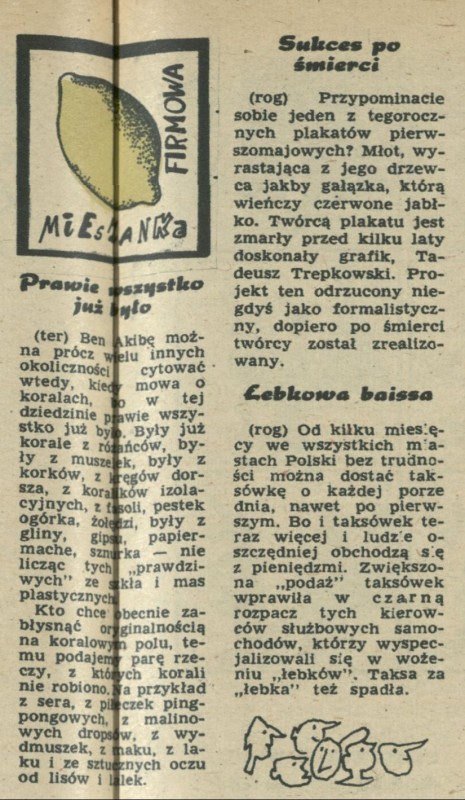 FIRMOWA
MiESZANKa
Prawie wszystko
już było
(ter) Ben Akibę moż-
na prócz wielu innych
okoliczności cytować
wtedy, kiedy mowa o
koralach, bo w tej
dziedzinie prawie wszy-
stko już było. Były już
korale z różańców, by-
ły z muszelek, były z
korków, z kręgów dor-
sza, z koralików izola-
cyjnych, z fasoli, pestek
ogórka, żołędzi, były z
gliny, gipsu, papier-
mache, sznurka — nie
licząc tych „prawdzi-
wych" ze szkła i mas
plastycznych.
Kto chce obecnie za-
błysnąć oryginalnością
na koralowym polu, te-
mu podajemy parę rze-
czy, z których korali
nie robiono. Na przykład
z sera, z piłeczek ping-
pongowych, z malino-
wych dropsów, z wy-
dmuszek, z maku, z la-
ku i ze sztucznych oczu
od lisów i lalek.
Sukces po
śmierci
(rog) Przypominacie
sobie jeden z tegorocz-
nych plakatów pierw-
szomajowych? Młot, wy-
rastająca z jego drzew-
ca jakby gałązka, którą
wieńczy czerwone jabł-
ko. Twórcą plakatu jest
zmarły przed kilku laty
doskonały grafik, Ta-
deusz Trepkowski. Pro-
jekt ten odrzucony nie-
gdyś jako formalistycz-
ny, dopiero po śmierci
twórcy został zrealizo-
wany.
Łebkowa baissa
(rog) Od kilku miesię-
cy we wszystkich mia-
stach Polski bez trudno-
ści można dostać tak-
sówkę o każdej porze
dnia, nawet po pierw-
szym. Bo i taksówek te-
raz więcej i ludzie o-
szczędniej obchodzą się
z pieniędzmi. Zwiększo-
na „podaż" taksówek
wprawiła w czarną
rozpacz tych kierow-
ców służbowych samo-
chodów, którzy wyspec-
jalizowali się w woże-
niu „łebków". Taksa za
„łebka" też spadła.